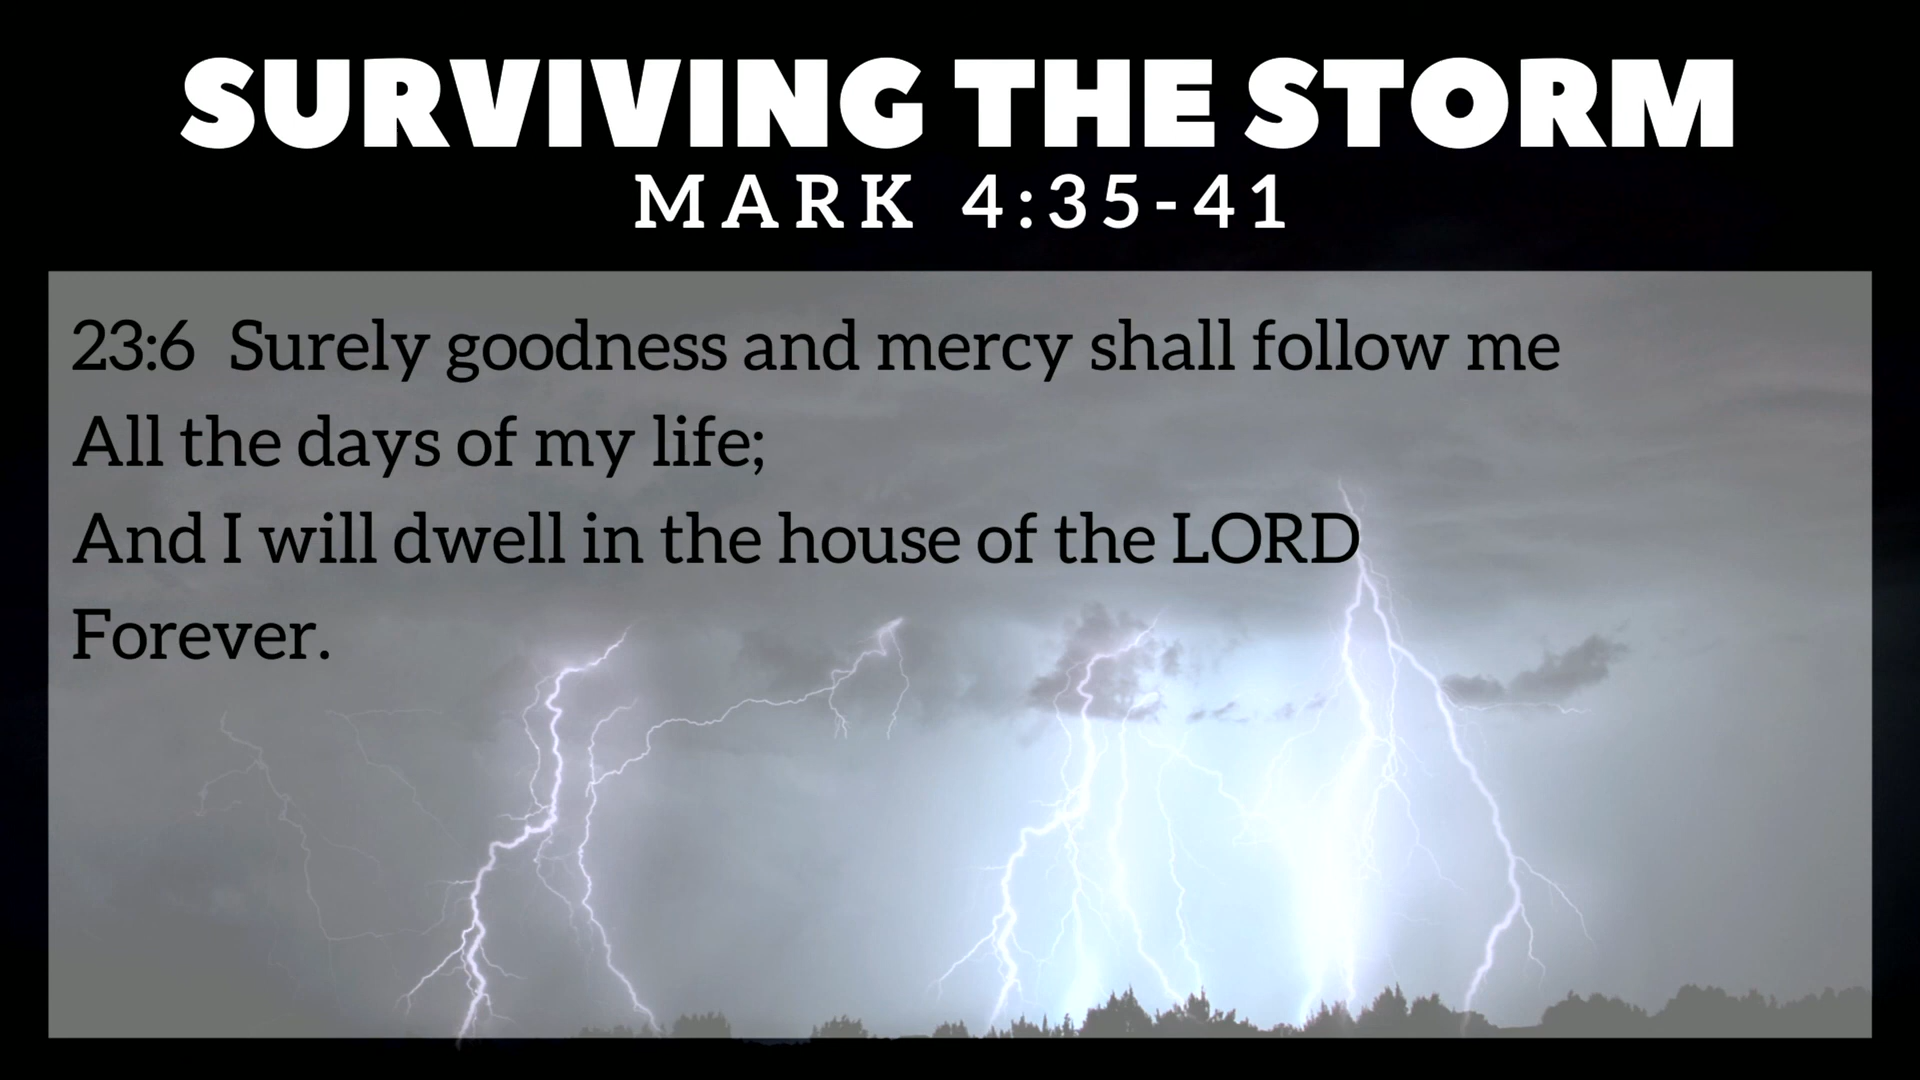 SURVIVING THE STORM
MARK 4:35-41
23:6  Surely goodness and mercy shall follow me
All the days of my life;
And I will dwell in the house of the LORD
Forever.